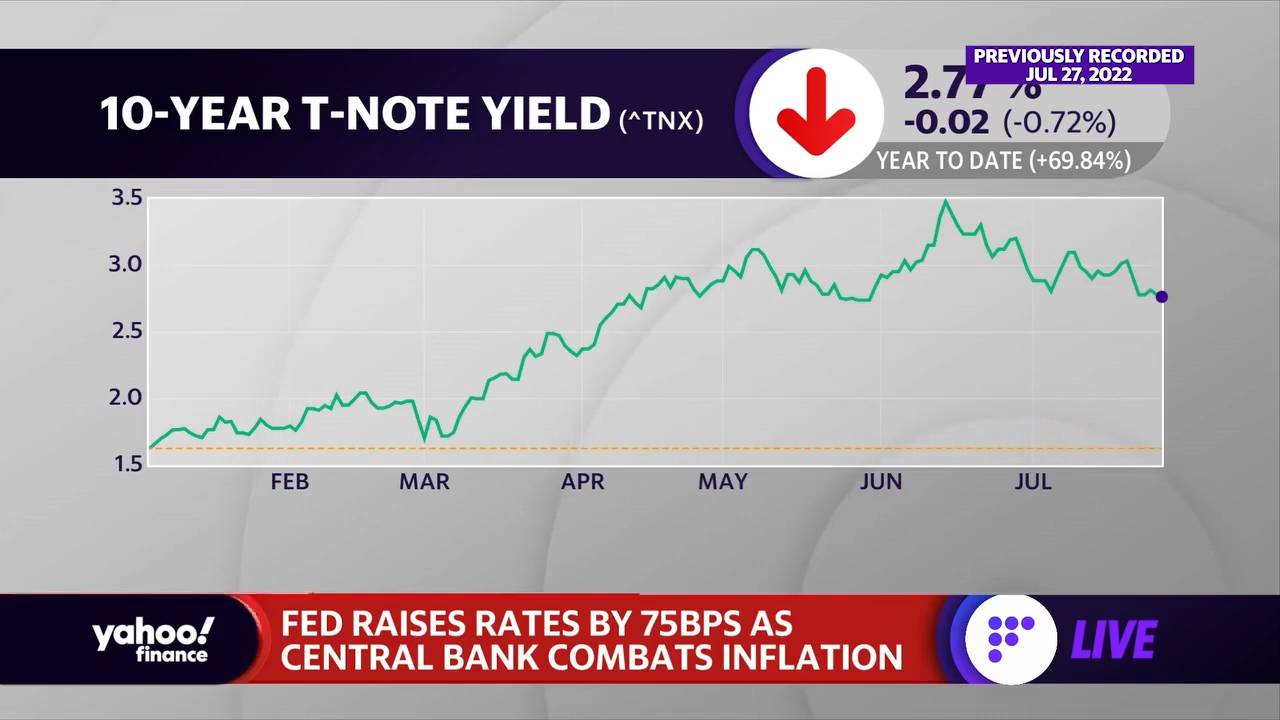 PREVIOUSLY RECORDED
JUL 27, 2022
10-YEAR T-NOTE YIELD (^TNX)
2.77 %
-0.02 (-0.72%)
YEAR TO DATE (+69.84%)
3.5
3.0
2.5
2.0
1.5
FEB MAR APR MAY JUN JUL
yahoo!
finance
FED RAISES RATES BY 75BPS AS
CENTRAL BANK COMBATS INFLATION
LIVE